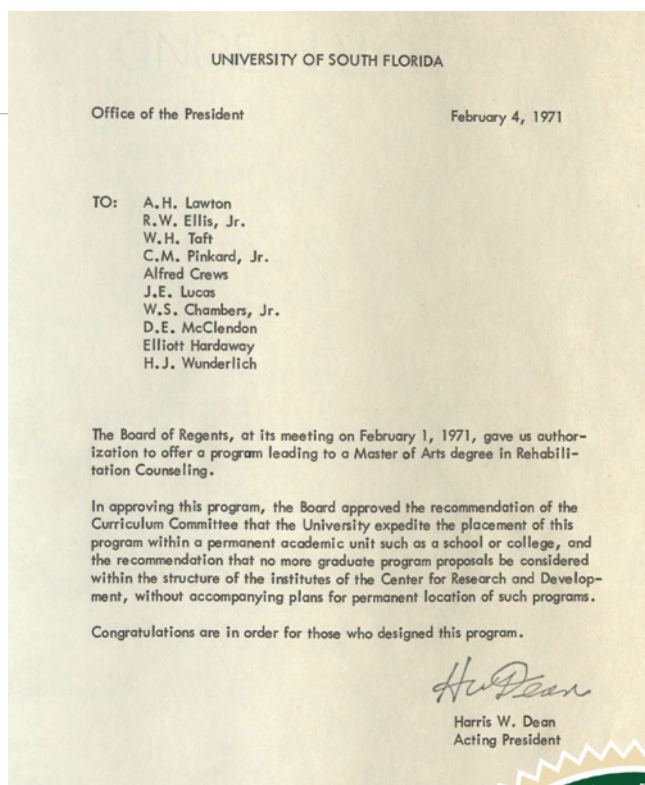 UNIVERSITY OF SOUTH FLORIDA
Office of the President February 4, 1971
TO: A.H. Lawton
R.W. Ellis, Jr.
W.H. Taft
C.M. Pinkard, Jr.
Alfred Crews
J.E. Lucas
W.S. Chambers, Jr.
D.E. McClendon
Elliott Hardaway
H.J. Wunderlich
The Board of Regents, at its meeting on February 1, 1971, gave us author-
ization to offer a program leading to a Master of Arts degree in Rehabili-
tation Counseling.
In approving this program, the Board approved the recommendation of the
Curriculum Committee that the University expedite the placement of this
program within a permanent academic unit such as a school or college, and
the recommendation that no more graduate program proposals be considered
within the structure of the institutes of the Center for Research and Develop-
ment, without accompanying plans for permanent location of such programs.
Congratulations are in order for those who designed this program.
HW Dean
Harris W. Dean
Acting President